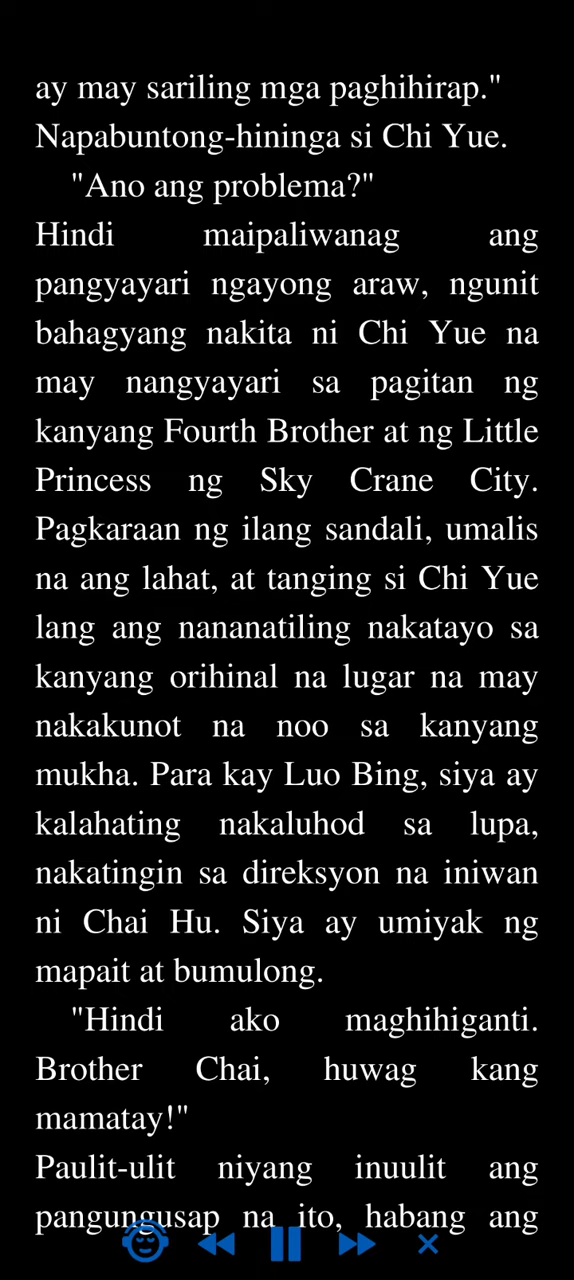 ay may sariling mga paghihirap."
Napabuntong-hininga si Chi Yue.
"Ano ang problema?"
Hindi maipaliwanag ang
pangyayari ngayong araw, ngunit
bahagyang nakita ni Chi Yue na
may nangyayari sa pagitan ng
kanyang Fourth Brother at ng Little
Princess ng Sky Crane City.
Pagkaraan ng ilang sandali, umalis
na ang lahat, at tanging si Chi Yue
lang ang nananatiling nakatayo sa
kanyang orihinal na lugar na may
nakakunot na noo sa kanyang
mukha. Para kay Luo Bing, siya ay
kalahating nakaluhod sa lupa,
nakatingin sa direksyon na iniwan
ni Chai Hu. Siya ay umiyak ng
mapait at bumulong.
"Hindi ako maghihiganti.
Brother Chai, huwag kang
mamatay!"
Paulit-ulit niyang inuulit ang
pangungusap na ito, habang ang